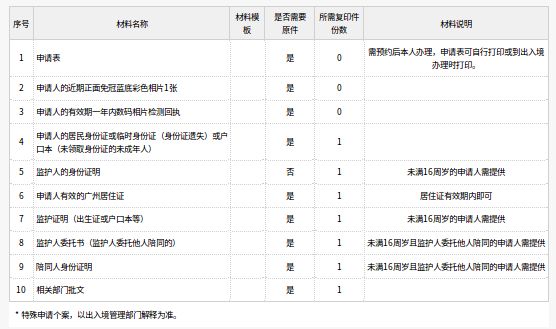 序号 材料名称 材料模板 是否需要原件 所需复印件份数 材料说明
1 申请表 是 0 需预约后本人办理，申请表可自行打印或到出入境办理时打印。
2 申请人的近期正面免冠蓝底彩色相片1张 是 0
3 申请人的有效期一年内数码相片检测回执 是 0
4 申请人的居民身份证或临时身份证（身份证遗失）或户口本（未领取身份证的未成年人） 是 1
5 监护人的身份证明 否 1 未满16周岁的申请人需提供
6 申请人有效的广州居住证 是 1 居住证有效期内即可
7 监护证明（出生证或户口本等） 是 1 未满16周岁的申请人需提供
8 监护人委托书（监护人委托他人陪同的） 是 1 未满16周岁且监护人委托他人陪同的申请人需提供
9 陪同人身份证明 是 1 未满16周岁且监护人委托他人陪同的申请人需提供
10 相关部门批文 是 1
* 特殊申请个案，以出入境管理部门解释为准。